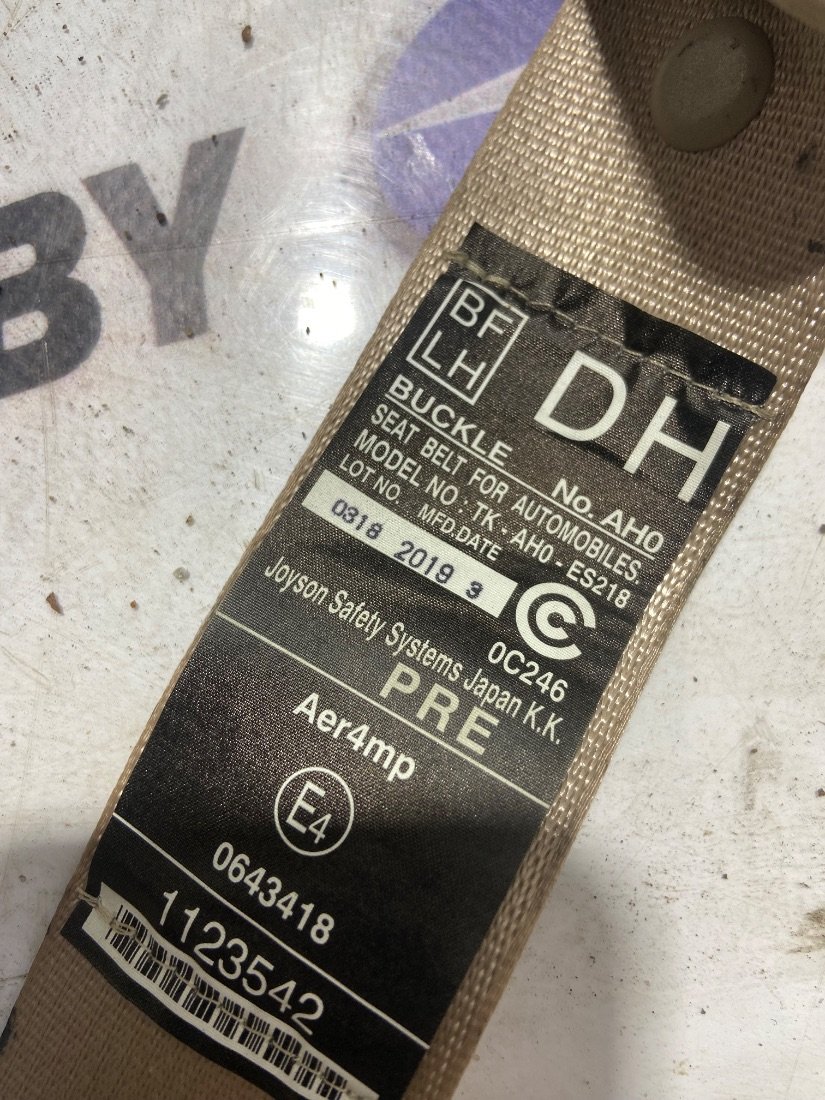 BY
BF
LH
DH
BUCKLE No. AH0
SEAT BELT FOR AUTOMOBILES.
MODEL NO : TK - AH0 - ES218
LOT NO. MFD.DATE
0318 2019 3
C
0C246
Joyson Safety Systems Japan K.K.
PRE
Aer4mp
E4
0643418
1123542